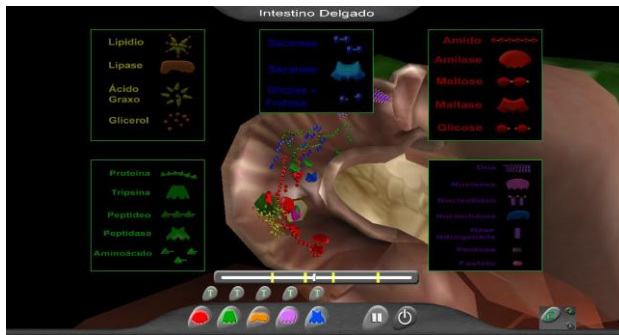 Intestino Delgado
Lipídio
Lipase
Ácido
Graxo
Glicerol
Sacarose
Sacarase
Glicose +
Frutose
Amido
Amilase
Maltose
Maltase
Glicose
Proteína
Tripsina
Peptídeo
Peptidase
Aminoácido
Dna
Nuclease
Nucleotídeo
Nucleotidase
Base
Nitrogenada
Pentose
Fosfato
T T T T T